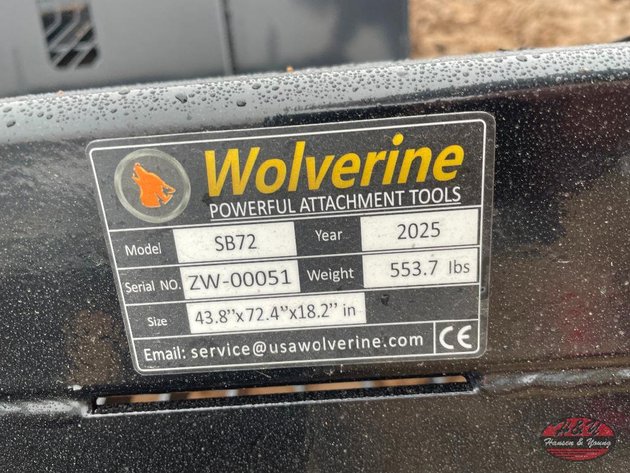 Wolverine
POWERFUL ATTACHMENT TOOLS
Model SB72 Year 2025
Serial NO. ZW-00051 Weight 553.7 lbs
Size 43.8”x72.4”x18.2” in
Email: service@usawolverine.com CE
H&Y
Hansen & Young